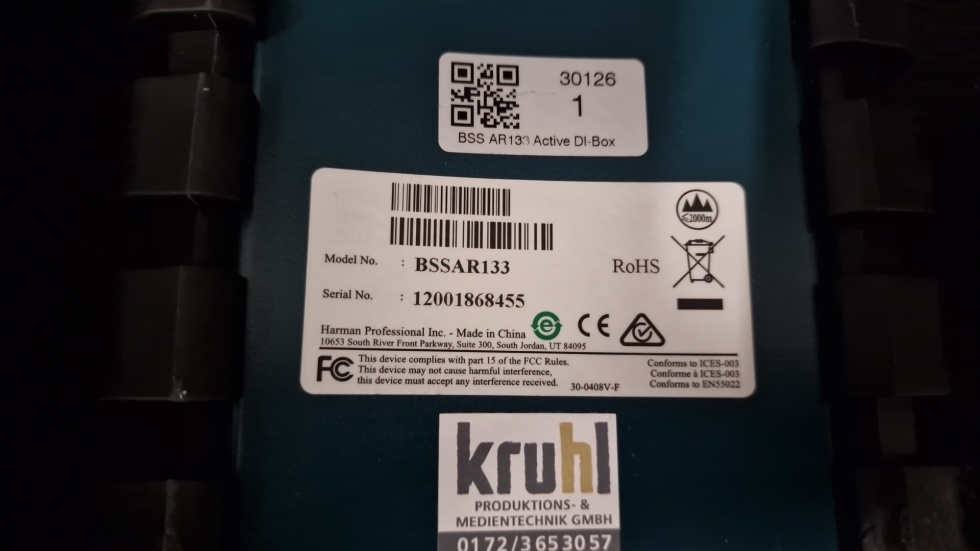 30126
1
BSS AR133 Active DI-Box
≤2000m
Model No. : BSSAR133
RoHS
Serial No. : 12001868455
Harman Professional Inc. - Made in China
10653 South River Front Parkway, Suite 300, South Jordan, UT 84095
e
CE
FC This device complies with part 15 of the FCC Rules.
This device may not cause harmful interference,
this device must accept any interference received.
30-0408V-F
Conforms to ICES-003
Conforme à ICES-003
Conforms to EN55022
kruhl
PRODUKTIONS- &
MEDIENTECHNIK GMBH
0172/3653057